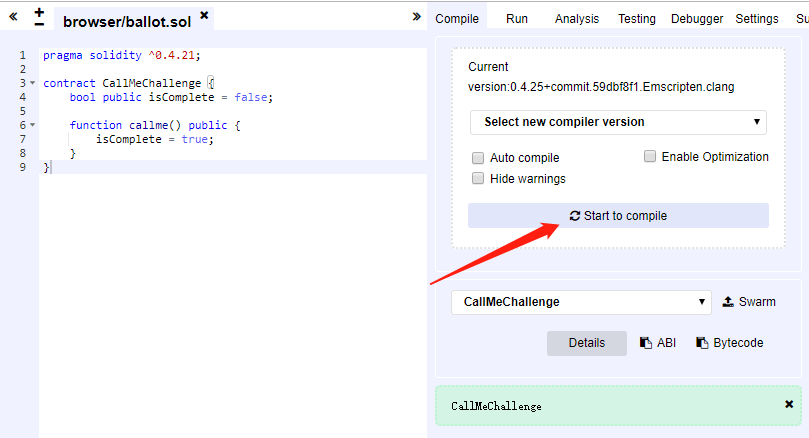 browser/ballot.sol
Compile Run Analysis Testing Debugger Settings Su
1 pragma solidity ^0.4.21;
2
3 contract CallMeChallenge {
4 bool public isComplete = false;
5
6 function callme() public {
7 isComplete = true;
8 }
9 }
Current
version:0.4.25+commit.59dbf8f1.Emscripten.clang
Select new compiler version
Auto compile Enable Optimization
Hide warnings
Start to compile
CallMeChallenge Swarm
Details ABI Bytecode
CallMeChallenge